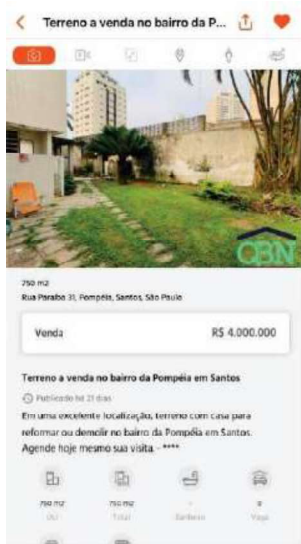 Terreno a venda no bairro da P...
CBN
750 m2
Rua Paraíba 31, Pompéia, Santos, São Paulo
Venda R$ 4.000.000
Terreno a venda no bairro da Pompéia em Santos
Publicado há 21 dias
Em uma excelente localização, terreno com casa para
reformar ou demolir no bairro da Pompéia em Santos.
Agende hoje mesmo sua visita. - ****
750 m2 750 m2 -
Útil Total Banheiro Vaga